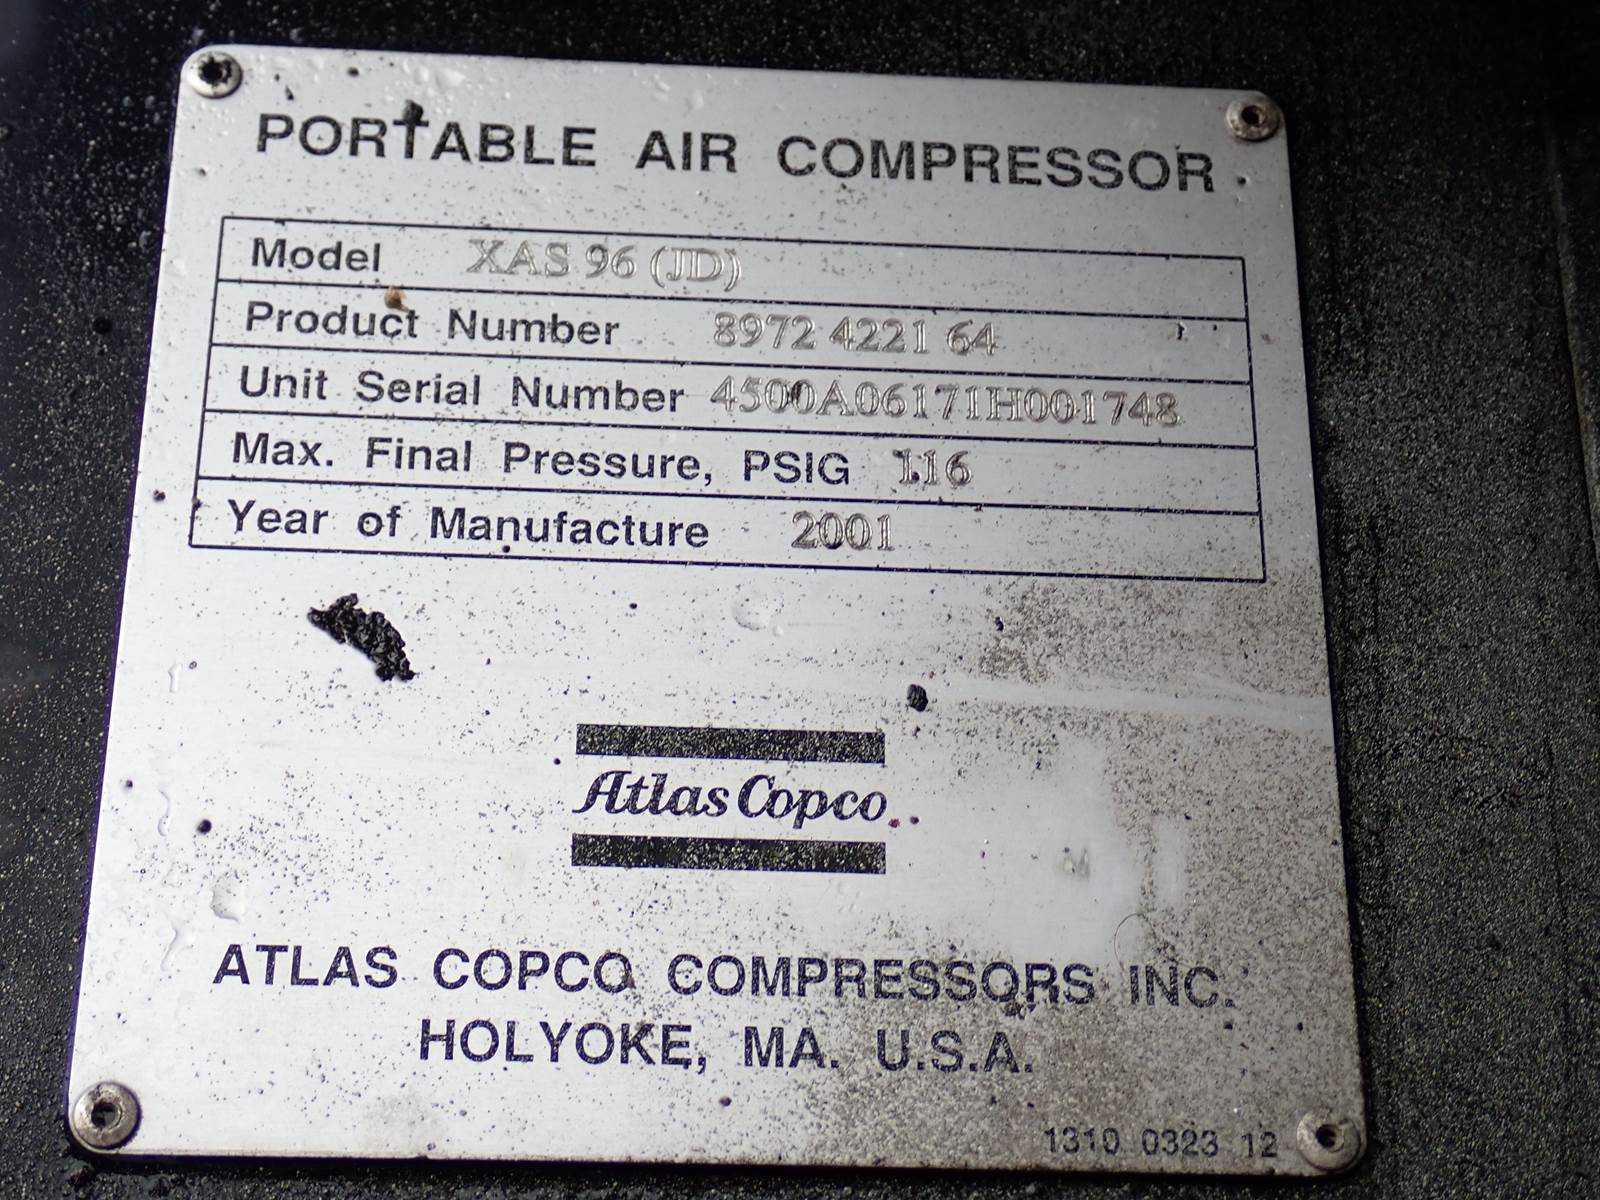 PORTABLE AIR COMPRESSOR
Model XAS 96 (JD)
Product Number 8972 4221 64
Unit Serial Number 4500A06171H001748
Max. Final Pressure, PSIG 116
Year of Manufacture 2001
Atlas Copco
ATLAS COPCO COMPRESSORS INC.
HOLYOKE, MA. U.S.A.
1310 0323 12